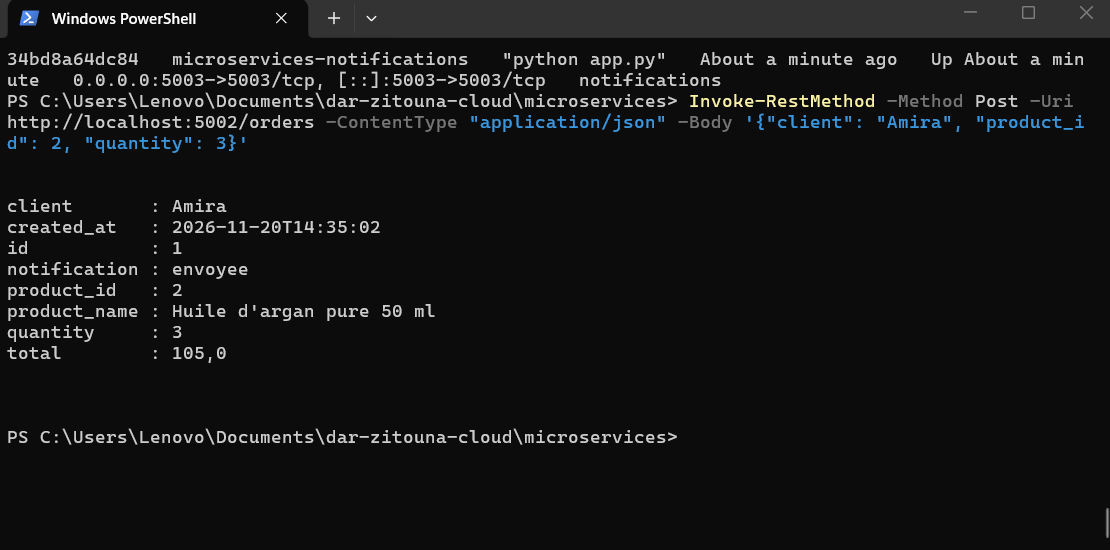 Windows PowerShell
34bd8a64dc84   microservices-notifications   "python app.py"   About a minute ago   Up About a min
ute   0.0.0.0:5003->5003/tcp, [::]:5003->5003/tcp   notifications
PS C:\Users\Lenovo\Documents\dar-zitouna-cloud\microservices> Invoke-RestMethod -Method Post -Uri
http://localhost:5002/orders -ContentType "application/json" -Body '{"client": "Amira", "product_i
d": 2, "quantity": 3}'
client       : Amira
created_at   : 2026-11-20T14:35:02
id           : 1
notification : envoyee
product_id   : 2
product_name : Huile d'argan pure 50 ml
quantity     : 3
total        : 105,0
PS C:\Users\Lenovo\Documents\dar-zitouna-cloud\microservices>